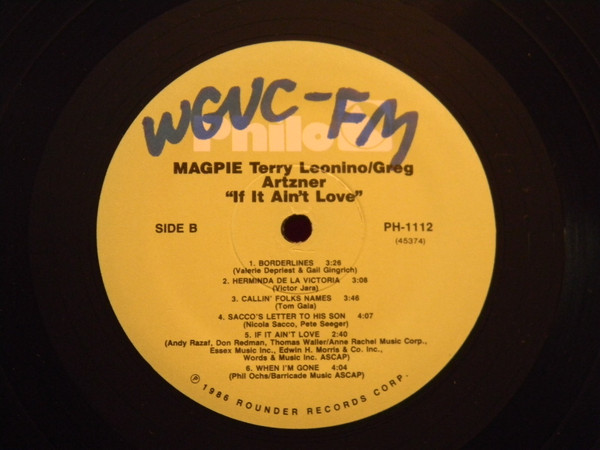 WGUC-FM
Philo
MAGPIE Terry Leonino/Greg
Artzner
"If It Ain't Love"
SIDE B
PH-1112
(45374)
1. BORDERLINES 3:26
(Valerie Depriest & Gail Gingrich)
2. HERMINDA DE LA VICTORIA 3:08
(Victor Jara)
3. CALLIN' FOLKS NAMES 3:46
(Tom Gala)
4. SACCO'S LETTER TO HIS SON 4:07
(Nicola Sacco, Pete Seeger)
5. IF IT AIN'T LOVE 2:40
(Andy Razaf, Don Redman, Thomas Waller/Anne Rachel Music Corp.,
Essex Music Inc., Edwin H. Morris & Co. Inc.,
Words & Music Inc. ASCAP)
6. WHEN I'M GONE 4:04
(Phil Ochs/Barricade Music ASCAP)
℗ 1986 ROUNDER RECORDS CORP.